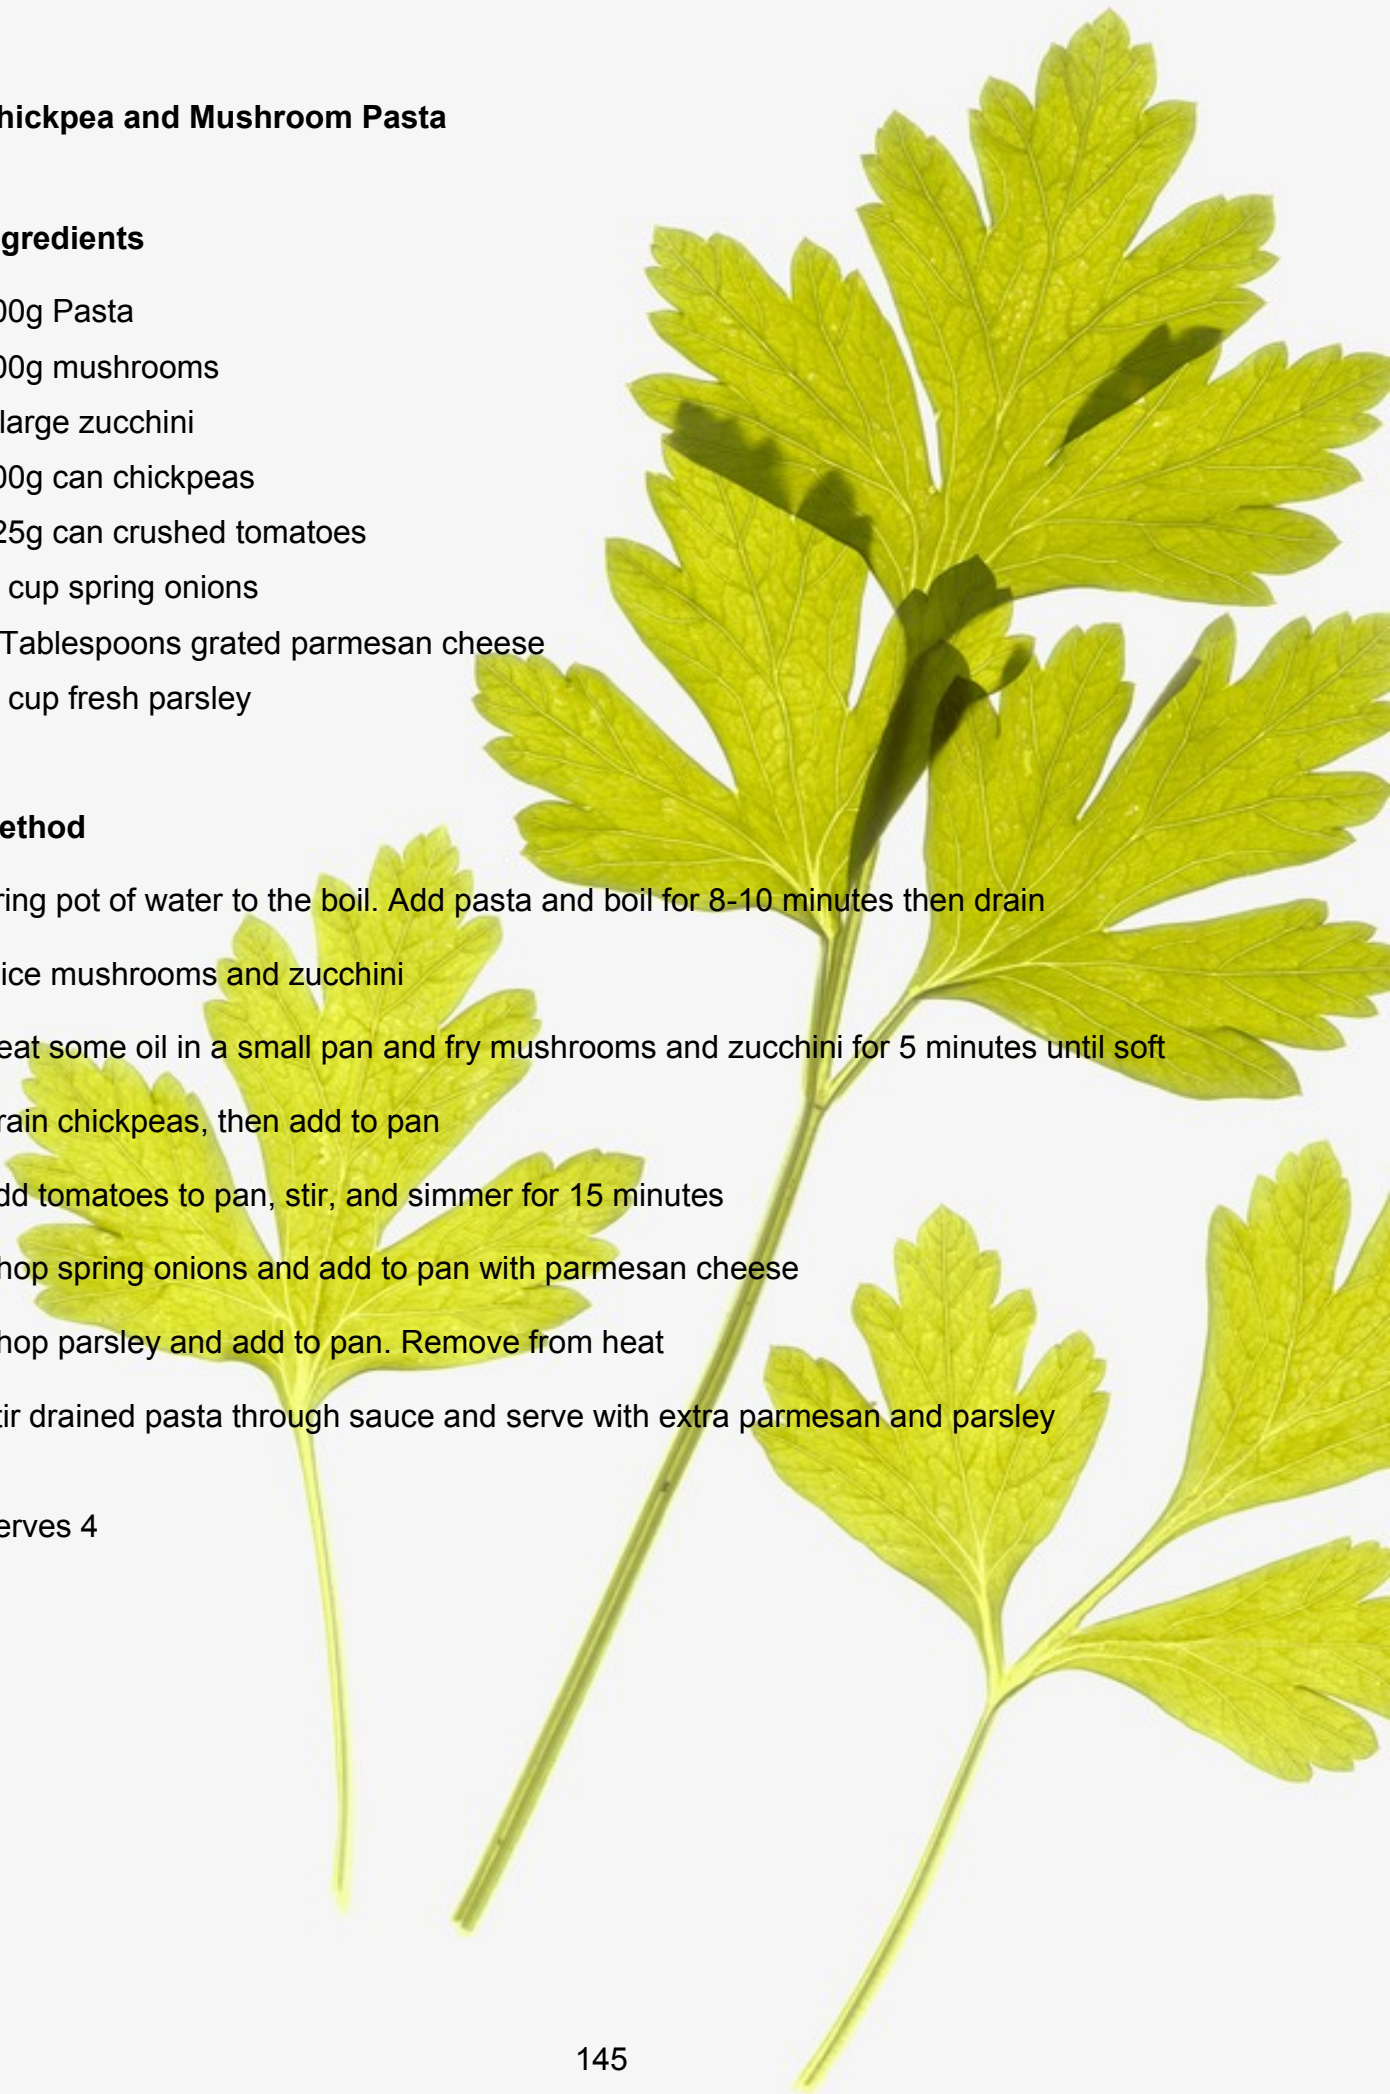 hickpea and Mushroom Pasta
gredients
00g Pasta
00g mushrooms
large zucchini
00g can chickpeas
25g can crushed tomatoes
cup spring onions
Tablespoons grated parmesan cheese
cup fresh parsley
ethod
ring pot of water to the boil. Add pasta and boil for 8-10 minutes then drain
ice mushrooms and zucchini
eat some oil in a small pan and fry mushrooms and zucchini for 5 minutes until soft
rain chickpeas, then add to pan
dd tomatoes to pan, stir, and simmer for 15 minutes
hop spring onions and add to pan with parmesan cheese
hop parsley and add to pan. Remove from heat
tir drained pasta through sauce and serve with extra parmesan and parsley
erves 4
145